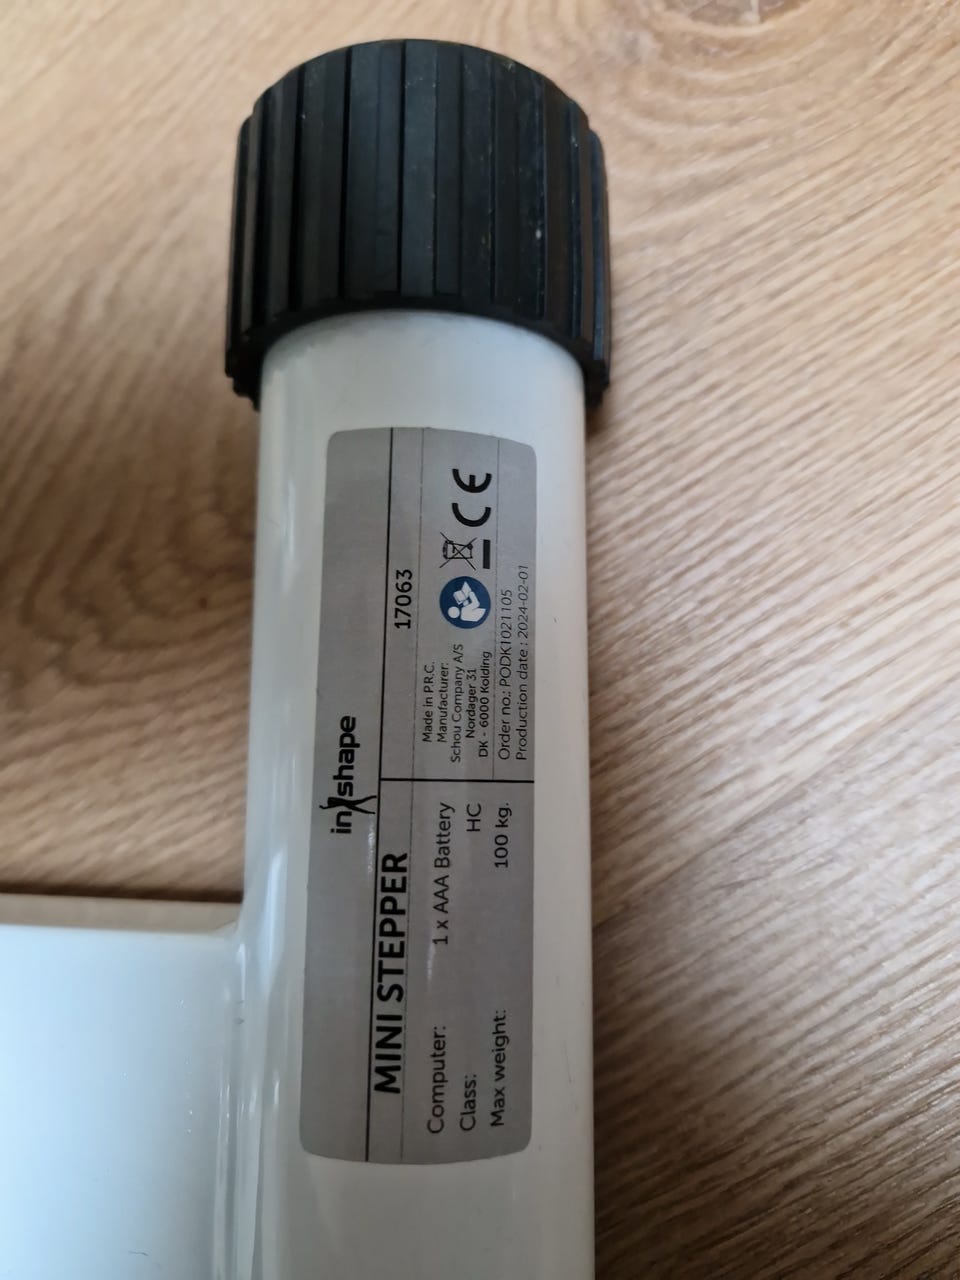 inshape
MINI STEPPER
17063
Computer: 1 x AAA Battery
Class: HC
Max weight: 100 kg.
Made in P.R.C.
Manufacturer:
Schou Company A/S
Nordager 31
DK - 6000 Kolding
CE
Order no.: PODK1021105
Production date : 2024-02-01